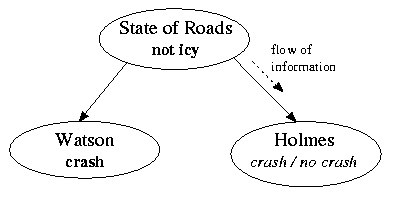 State of Roads
not icy
flow of
information
Watson
crash
Holmes
crash / no crash